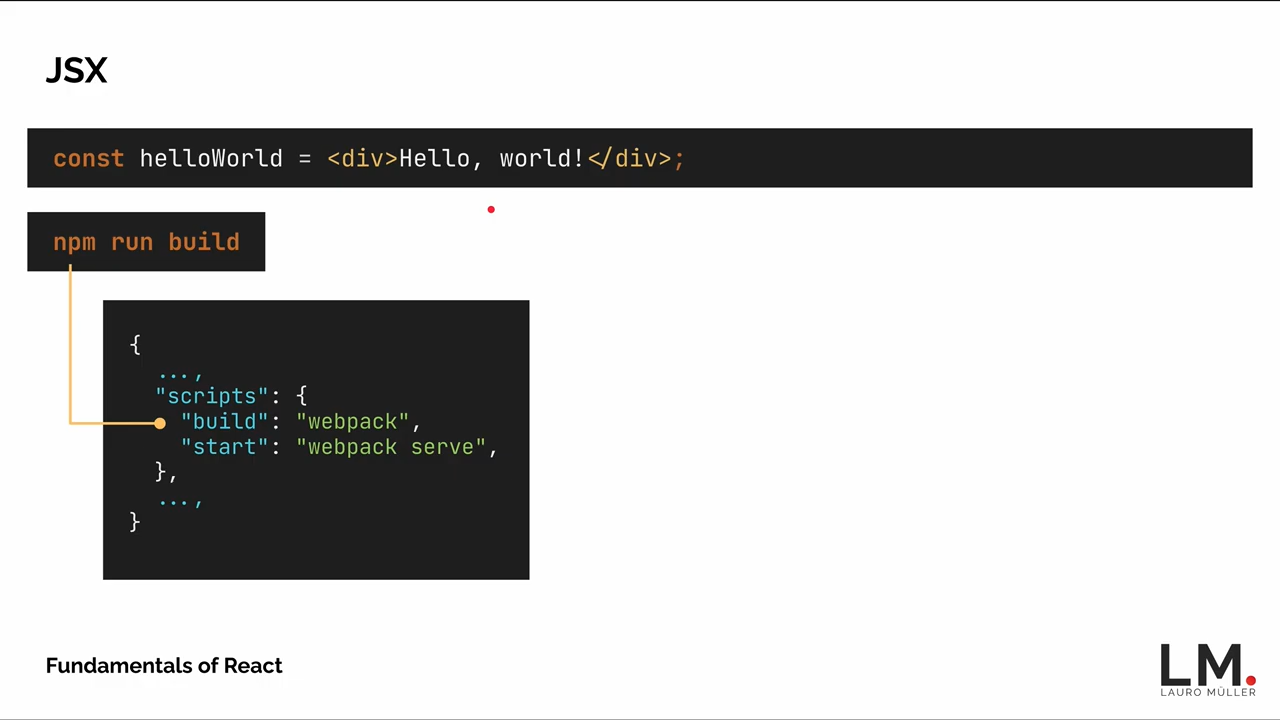 JSX
const helloWorld = <div>Hello, world!</div>;
npm run build
{
...,
"scripts": {
"build": "webpack",
"start": "webpack serve",
},
...,
}
Fundamentals of React
LM.
LAURO MÜLLER